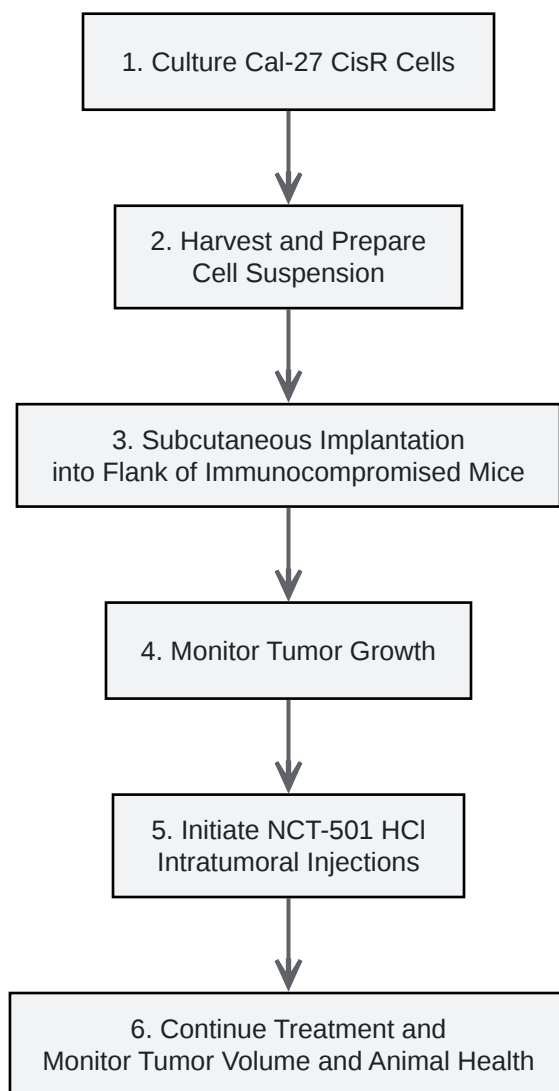 1. Culture Cal-27 CisR Cells
2. Harvest and Prepare
Cell Suspension
3. Subcutaneous Implantation
into Flank of Immunocompromised Mice
4. Monitor Tumor Growth
5. Initiate NCT-501 HCl
Intratumoral Injections
6. Continue Treatment and
Monitor Tumor Volume and Animal Health